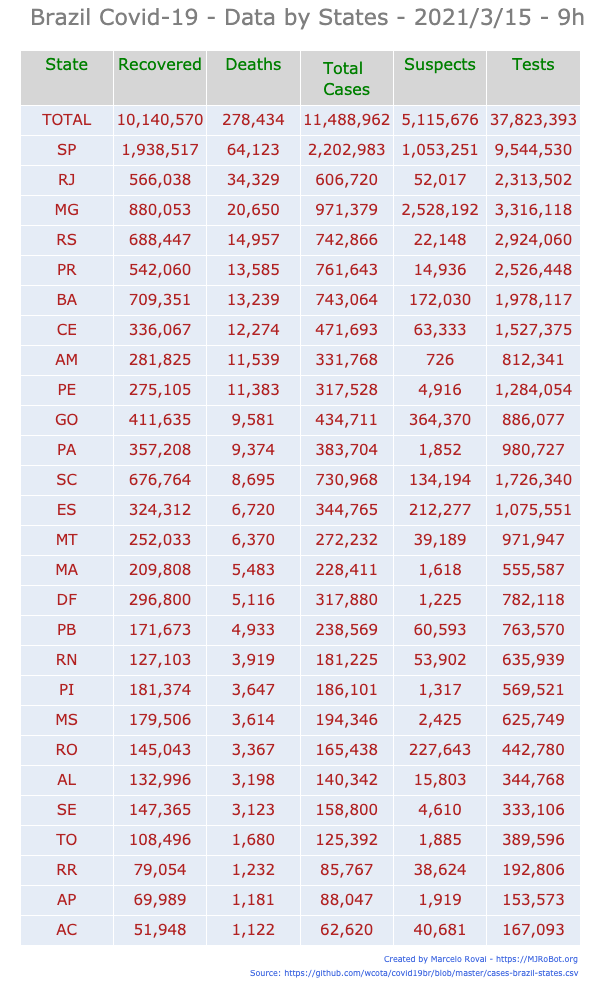 Brazil Covid-19 - Data by States - 2021/3/15 - 9h
State Recovered Deaths Total Cases Suspects Tests
TOTAL 10,140,570 278,434 11,488,962 5,115,676 37,823,393
SP 1,938,517 64,123 2,202,983 1,053,251 9,544,530
RJ 566,038 34,329 606,720 52,017 2,313,502
MG 880,053 20,650 971,379 2,528,192 3,316,118
RS 688,447 14,957 742,866 22,148 2,924,060
PR 542,060 13,585 761,643 14,936 2,526,448
BA 709,351 13,239 743,064 172,030 1,978,117
CE 336,067 12,274 471,693 63,333 1,527,375
AM 281,825 11,539 331,768 726 812,341
PE 275,105 11,383 317,528 4,916 1,284,054
GO 411,635 9,581 434,711 364,370 886,077
PA 357,208 9,374 383,704 1,852 980,727
SC 676,764 8,695 730,968 134,194 1,726,340
ES 324,312 6,720 344,765 212,277 1,075,551
MT 252,033 6,370 272,232 39,189 971,947
MA 209,808 5,483 228,411 1,618 555,587
DF 296,800 5,116 317,880 1,225 782,118
PB 171,673 4,933 238,569 60,593 763,570
RN 127,103 3,919 181,225 53,902 635,939
PI 181,374 3,647 186,101 1,317 569,521
MS 179,506 3,614 194,346 2,425 625,749
RO 145,043 3,367 165,438 227,643 442,780
AL 132,996 3,198 140,342 15,803 344,768
SE 147,365 3,123 158,800 4,610 333,106
TO 108,496 1,680 125,392 1,885 389,596
RR 79,054 1,232 85,767 38,624 192,806
AP 69,989 1,181 88,047 1,919 153,573
AC 51,948 1,122 62,620 40,681 167,093
Created by Marcelo Rovai - https://MJRoBot.org
Source: https://github.com/wcota/covid19br/blob/master/cases-brazil-states.csv